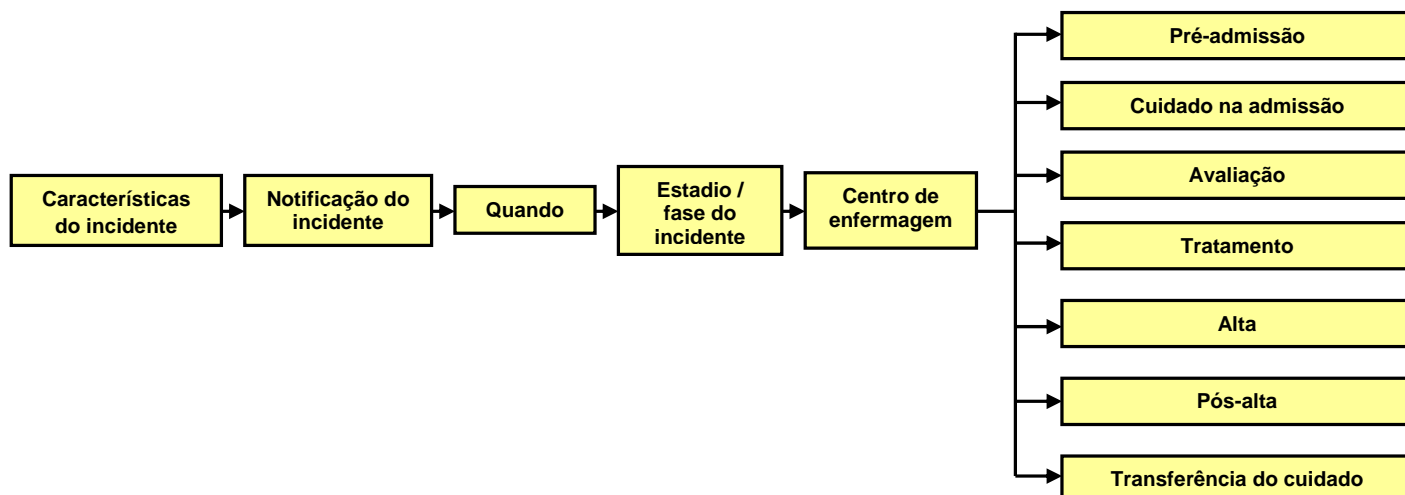 Características
do incidente
Notificação do
incidente
Quando
Estadio /
fase do
incidente
Centro de
enfermagem
Pré-admissão
Cuidado na admissão
Avaliação
Tratamento
Alta
Pós-alta
Transferência do cuidado